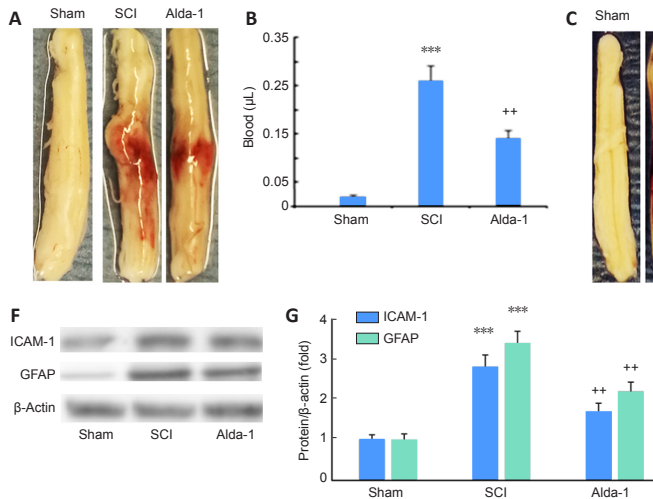 A
Sham
SCI
Alda-1
B
0.35
0.25
0.15
0.05
0
Blood (μL)
***
++
Sham
SCI
Alda-1
C
Sham
F
ICAM-1
GFAP
β-Actin
Sham
SCI
Alda-1
G
ICAM-1
GFAP
Protein/β-actin (fold)
4
3
2
1
0
***
***
++
++
Sham
SCI
Alda-1